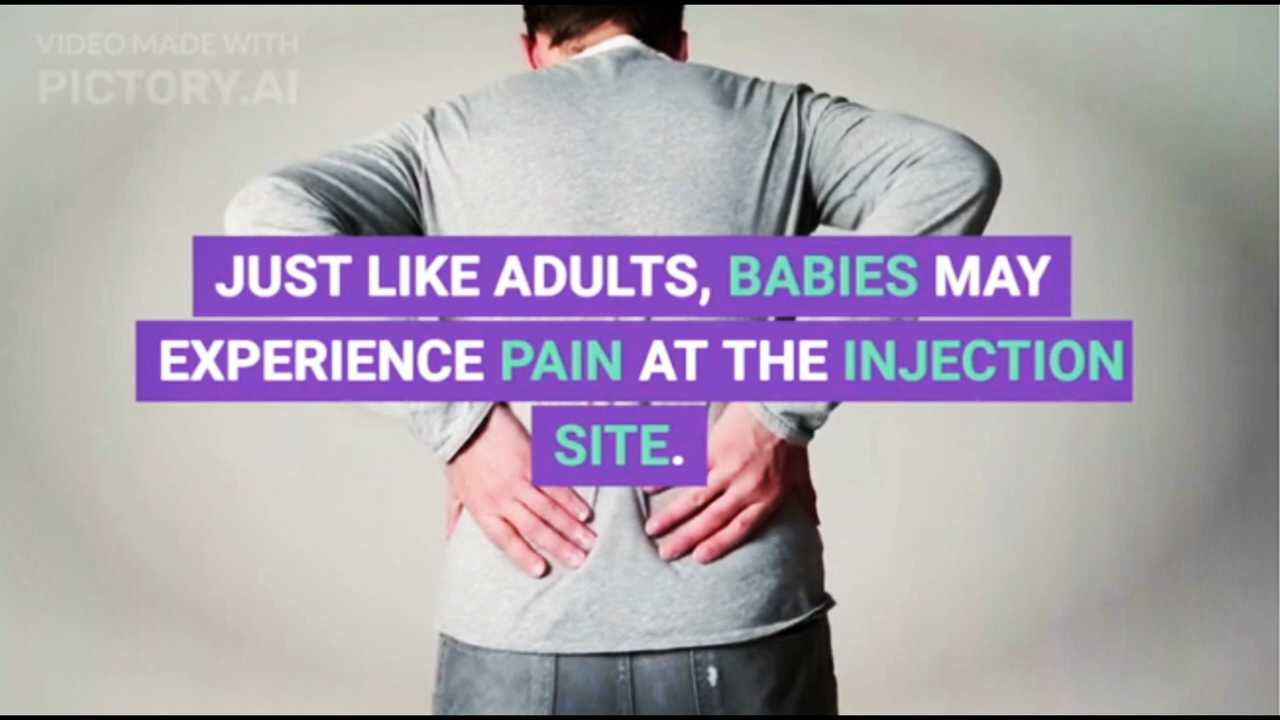 VIDEO MADE WITH
PICTORY.AI
JUST LIKE ADULTS, BABIES MAY
EXPERIENCE PAIN AT THE INJECTION
SITE.